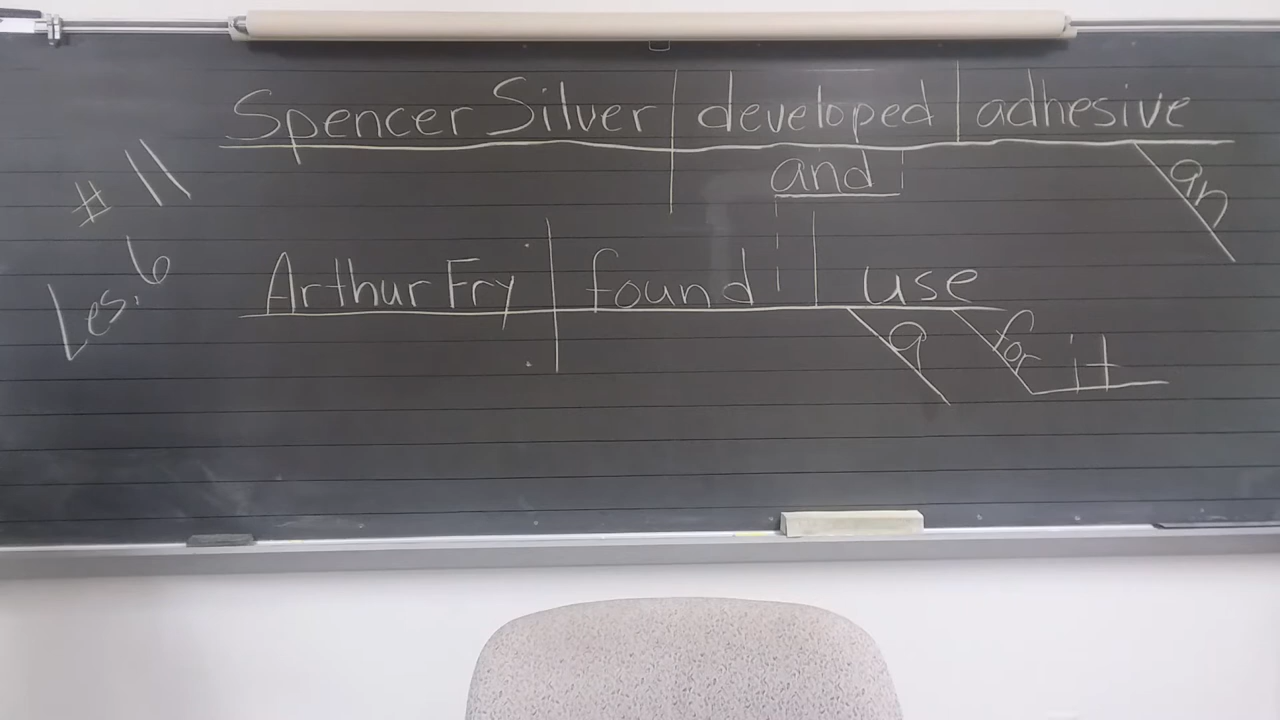 Spencer Silver developed adhesive
an
and
# 11
Les. 6
Arthur Fry found use
a for it